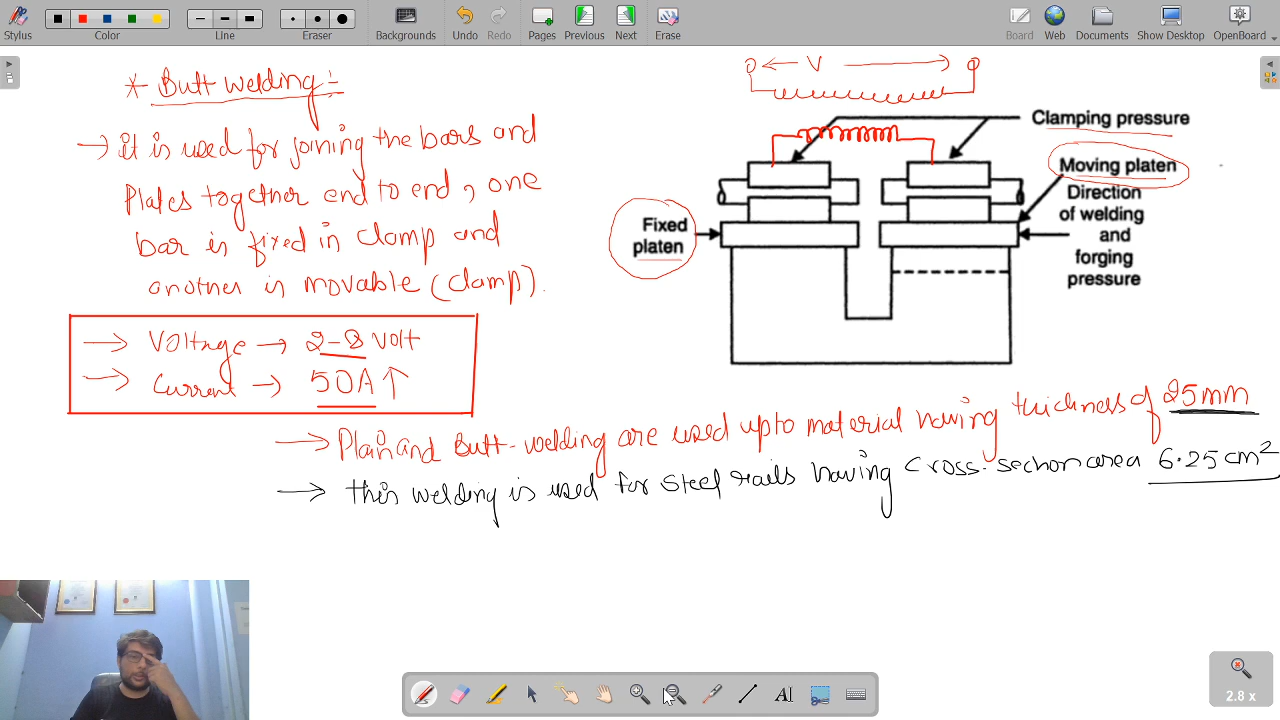 Stylus
Color
Line
Eraser
Backgrounds
Undo
Redo
Pages
Previous
Next
Erase
Board
Web
Documents
Show Desktop
OpenBoard
* Butt welding :-
→ it is used for joining the bars and
Plates together end to end, one
bar is fixed in clamp and
another is movable (clamp).
→ Voltage → 2-8 Volt
→ Current → 50A ↑
V
Clamping pressure
Moving platen
Direction
of welding
and
forging
pressure
Fixed
platen
→ Plain and Butt-welding are used upto material having thickness of 25mm
→ this welding is used for steel rails having cross-section area 6.25 cm²
2.8 x